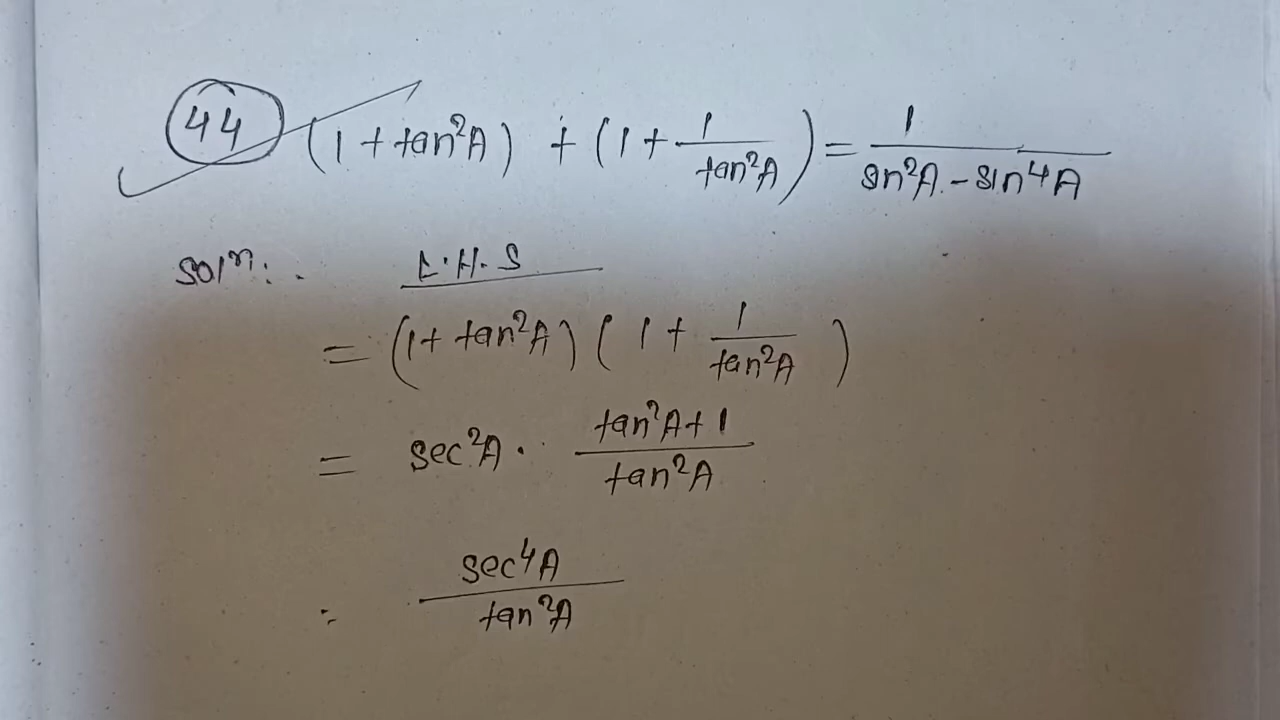 44 (1 + tan²A) + (1 + 1/tan²A) = 1/sin²A - sin⁴A
Solⁿ:. L.H.S
= (1 + tan²A) (1 + 1/tan²A)
= sec²A . tan²A + 1/tan²A
= sec⁴A/tan²A